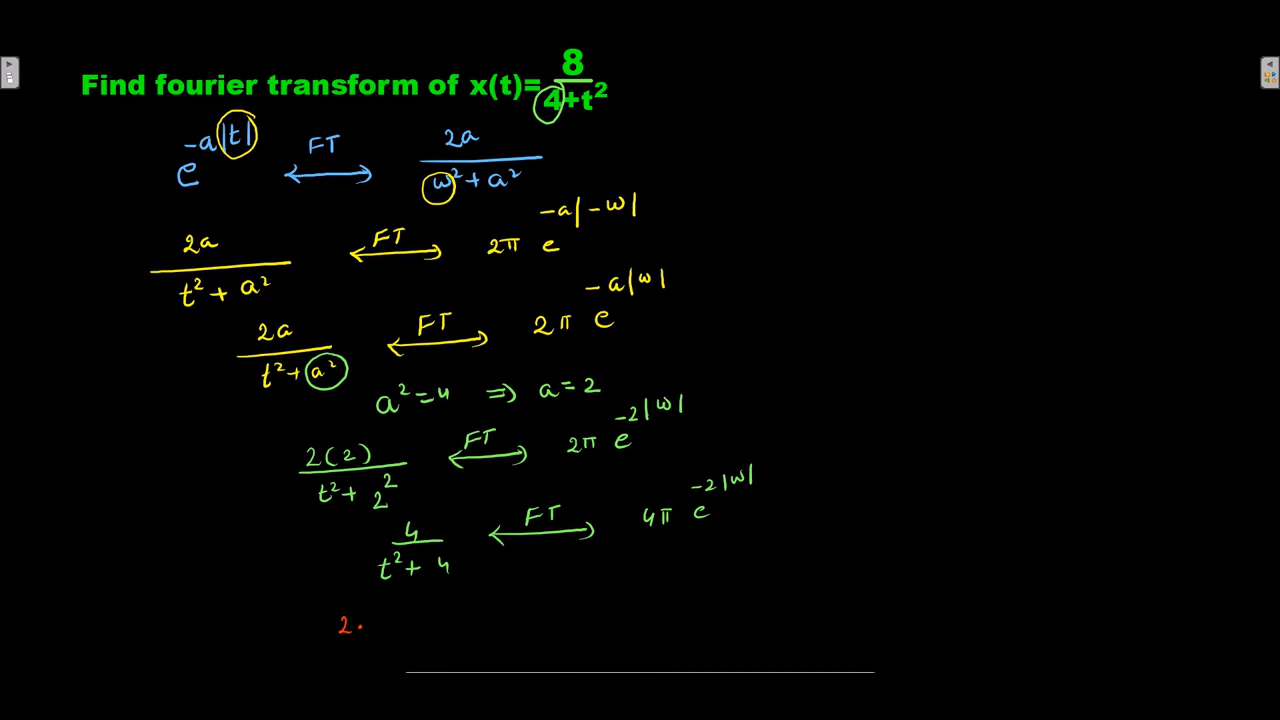 Find fourier transform of x(t)= 8/4+t²
e^-a|t| FT ⟷ 2a/ω²+a²
2a/t²+a² FT ⟷ 2π e^-a|-ω|
2a/t²+a² FT ⟷ 2π e^-a|ω|
a²=4 ⇒ a=2
2(2)/t²+2² FT ⟷ 2π e^-2|ω|
4/t²+4 FT ⟷ 4π e^-2|ω|
2·